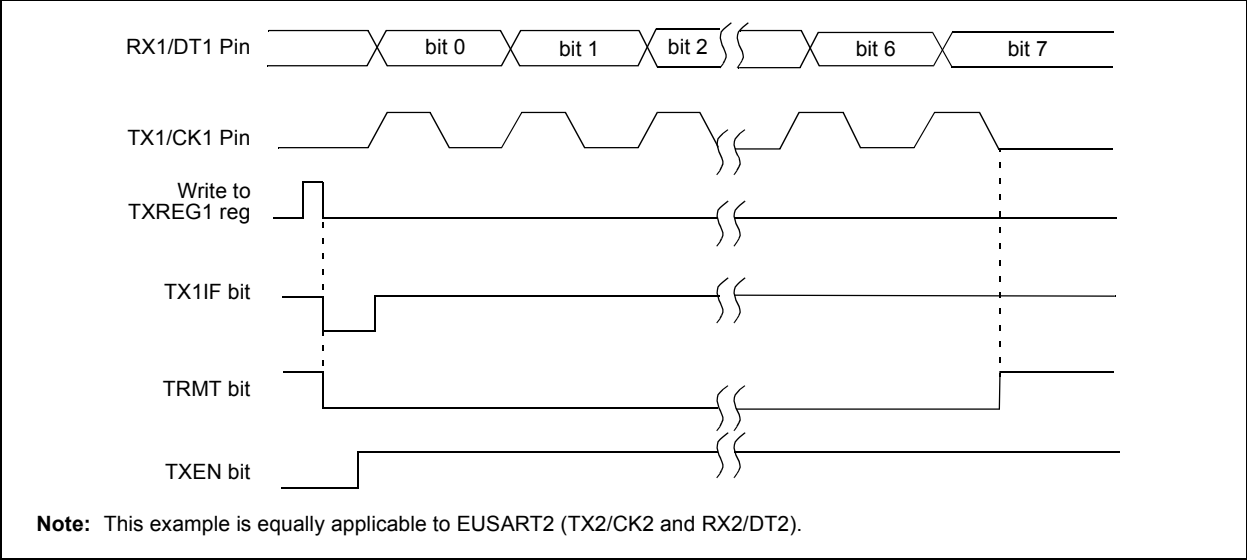 RX1/DT1 Pin
bit 0
bit 1
bit 2
bit 6
bit 7
TX1/CK1 Pin
Write to
TXREG1 reg
TX1IF bit
TRMT bit
TXEN bit
Note: This example is equally applicable to EUSART2 (TX2/CK2 and RX2/DT2).